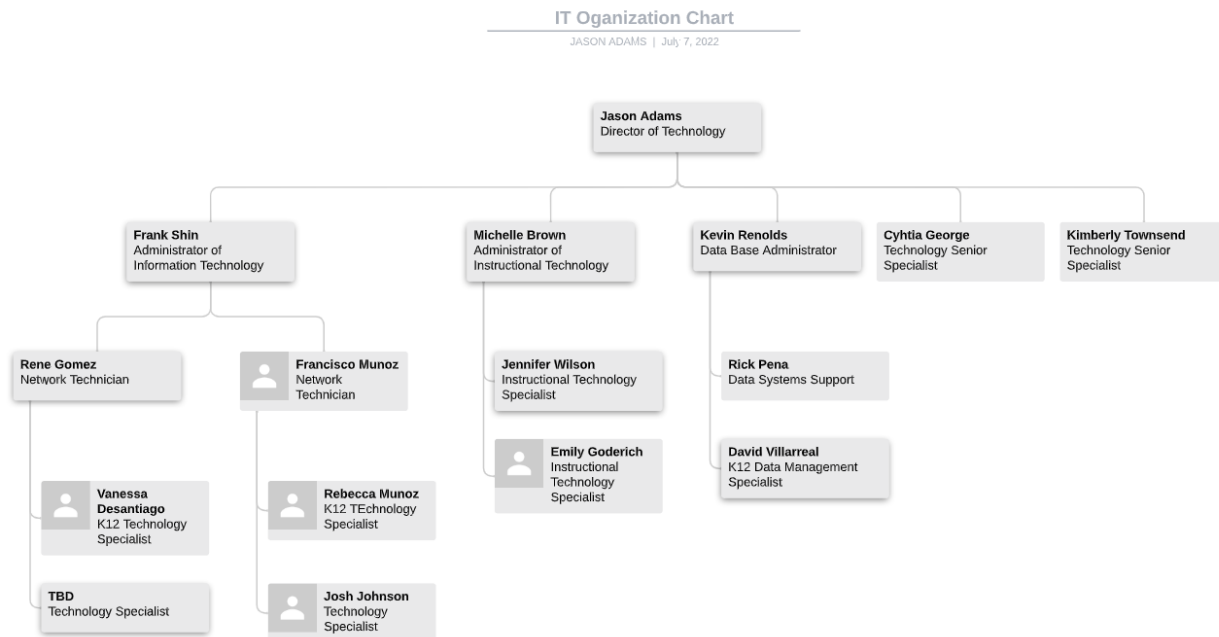 IT Oganization Chart
JASON ADAMS | July 7, 2022
Jason Adams
Director of Technology
Frank Shin
Administrator of
Information Technology
Michelle Brown
Administrator of
Instructional Technology
Kevin Renolds
Data Base Administrator
Cyhtia George
Technology Senior
Specialist
Kimberly Townsend
Technology Senior
Specialist
Rene Gomez
Network Technician
Francisco Munoz
Network
Technician
Jennifer Wilson
Instructional Technology
Specialist
Rick Pena
Data Systems Support
Emily Goderich
Instructional
Technology
Specialist
David Villarreal
K12 Data Management
Specialist
Vanessa
Desantiago
K12 Technology
Specialist
Rebecca Munoz
K12 TEchnology
Specialist
TBD
Technology Specialist
Josh Johnson
Technology
Specialist